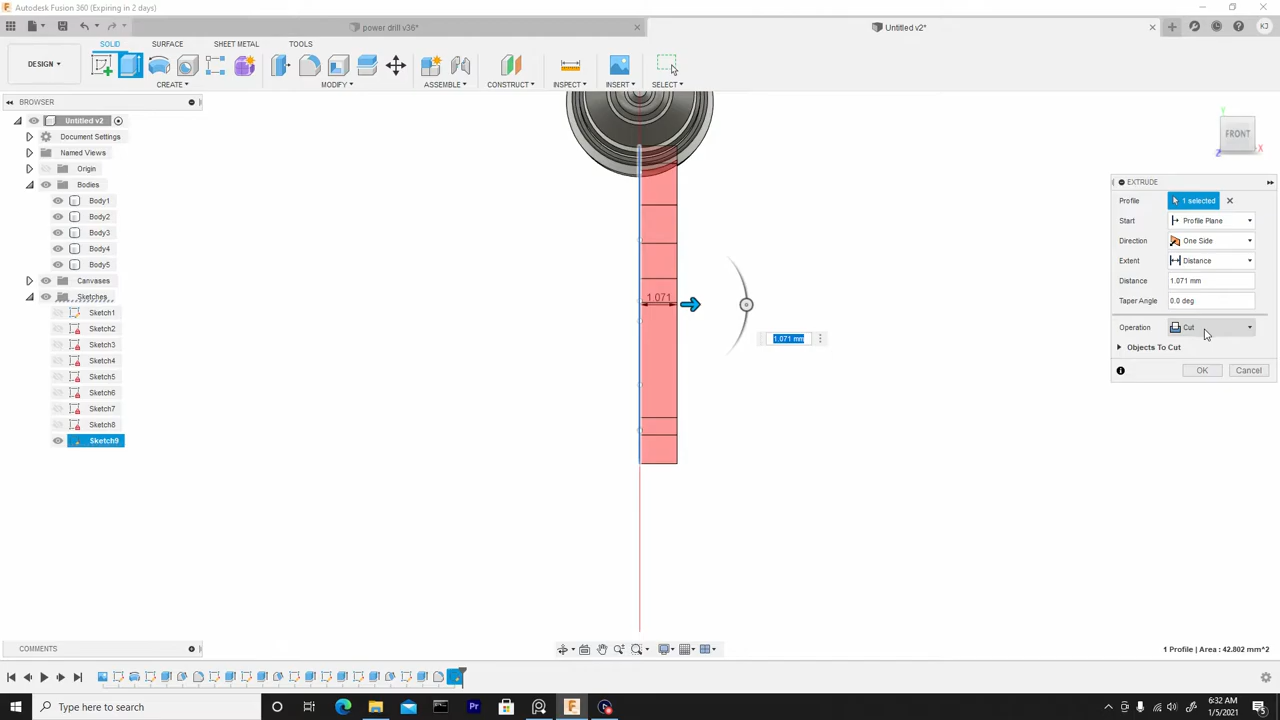 Autodesk Fusion 360 (Expiring in 2 days)
power drill v36*
Untitled v2*
KJ
SOLID SURFACE SHEET METAL TOOLS
DESIGN
CREATE MODIFY ASSEMBLE CONSTRUCT INSPECT INSERT SELECT
BROWSER
Untitled v2
Document Settings
Named Views
Origin
Bodies
Body1
Body2
Body3
Body4
Body5
Canvases
Sketches
Sketch1
Sketch2
Sketch3
Sketch4
Sketch5
Sketch6
Sketch7
Sketch8
Sketch9
1.071
1.071 mm
Y
FRONT
X
Z
EXTRUDE
Profile 1 selected
Start Profile Plane
Direction One Side
Extent Distance
Distance 1.071 mm
Taper Angle 0.0 deg
Operation Cut
Objects To Cut
OK Cancel
COMMENTS
1 Profile | Area : 42.802 mm^2
Type here to search
6:32 AM
1/5/2021